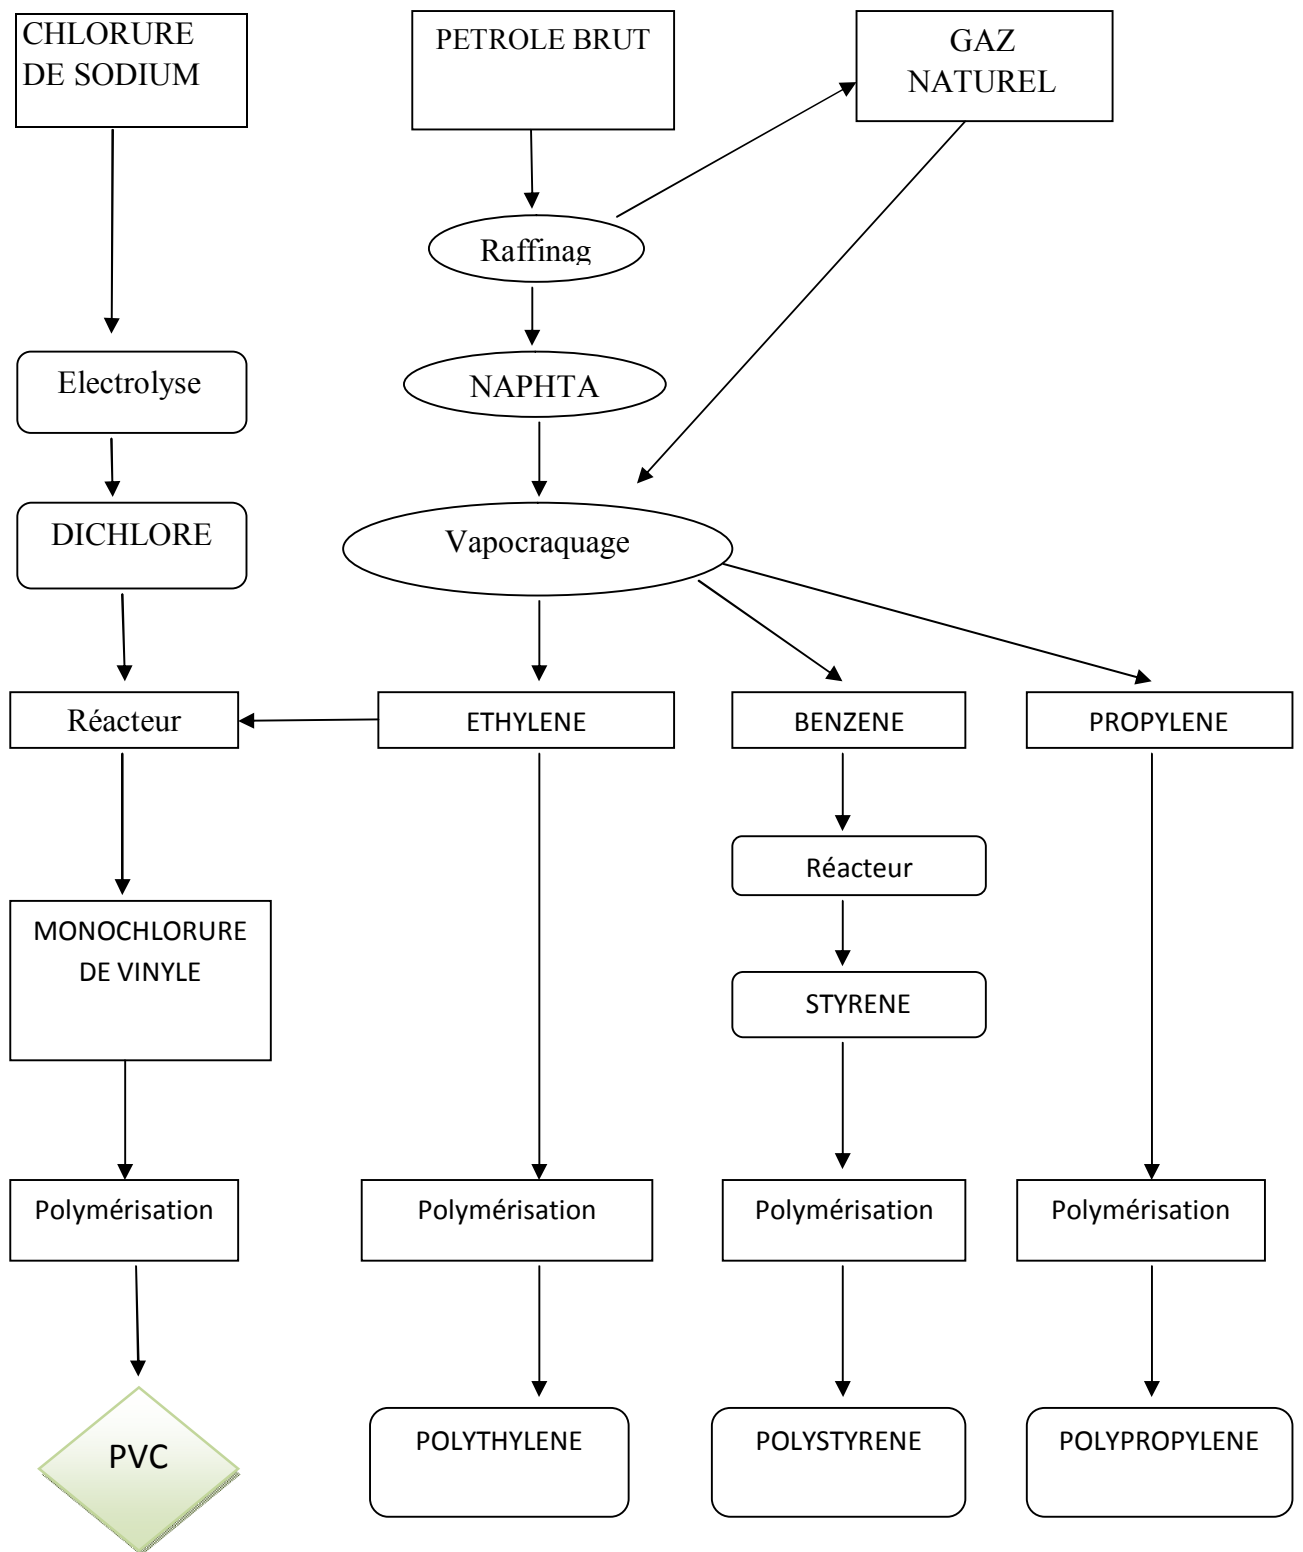 CHLORURE
DE SODIUM
PETROLE BRUT
GAZ
NATUREL
Raffinag
Electrolyse
NAPHTA
DICHLORE
Vapocraquage
Réacteur
ETHYLENE
BENZENE
PROPYLENE
Réacteur
MONOCHLORURE
DE VINYLE
STYRENE
Polymérisation
Polymérisation
Polymérisation
Polymérisation
PVC
POLYTHYLENE
POLYSTYRENE
POLYPROPYLENE